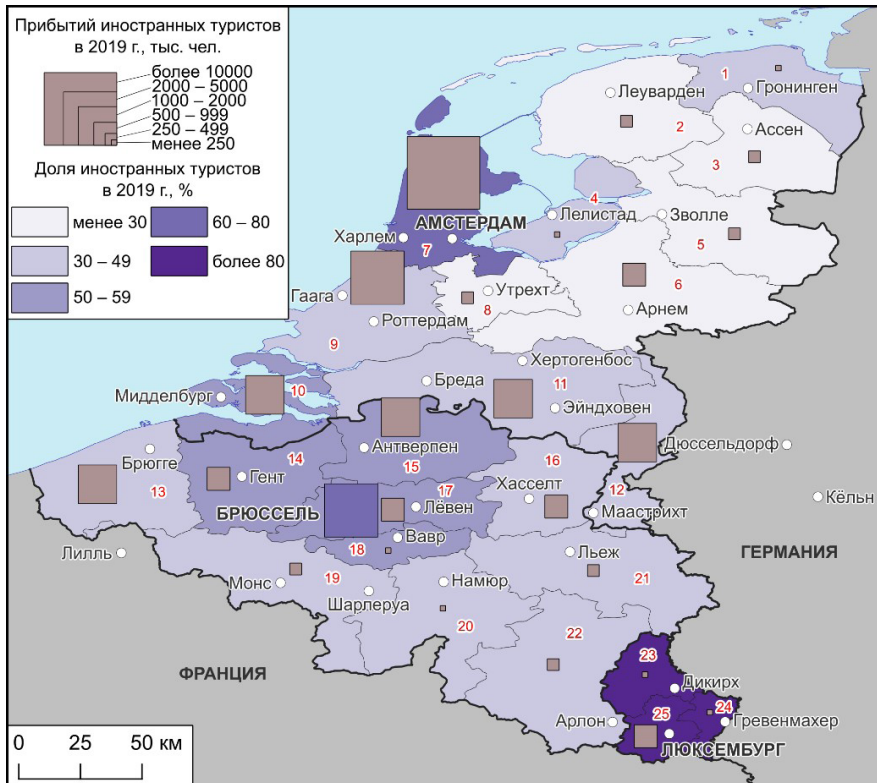 Прибытий иностранных туристов
в 2019 г., тыс. чел.
более 10000
2000 – 5000
1000 – 2000
500 – 999
250 – 499
менее 250
Доля иностранных туристов
в 2019 г., %
менее 30
60 – 80
30 – 49
более 80
50 – 59
1
Гронинген
Леуварден
2
Ассен
3
4
Лелистад
Зволле
5
АМСТЕРДАМ
Харлем
7
6
Утрехт
8
Гаага
Арнем
Роттердам
9
Хертогенбос
11
Бреда
Мидделбург
10
Эйндховен
Дюссельдорф
Антверпен
Брюгге
14
15
16
Гент
13
17
Хасселт
12
Кёльн
БРЮССЕЛЬ
Лёвен
Маастрихт
Вавр
18
Лилль
Льеж
ГЕРМАНИЯ
Монс
19
Намюр
21
Шарлеруа
20
22
ФРАНЦИЯ
23
Дикирх
24
25
Арлон
Гревенмахер
ЛЮКСЕМБУРГ
0 25 50 км